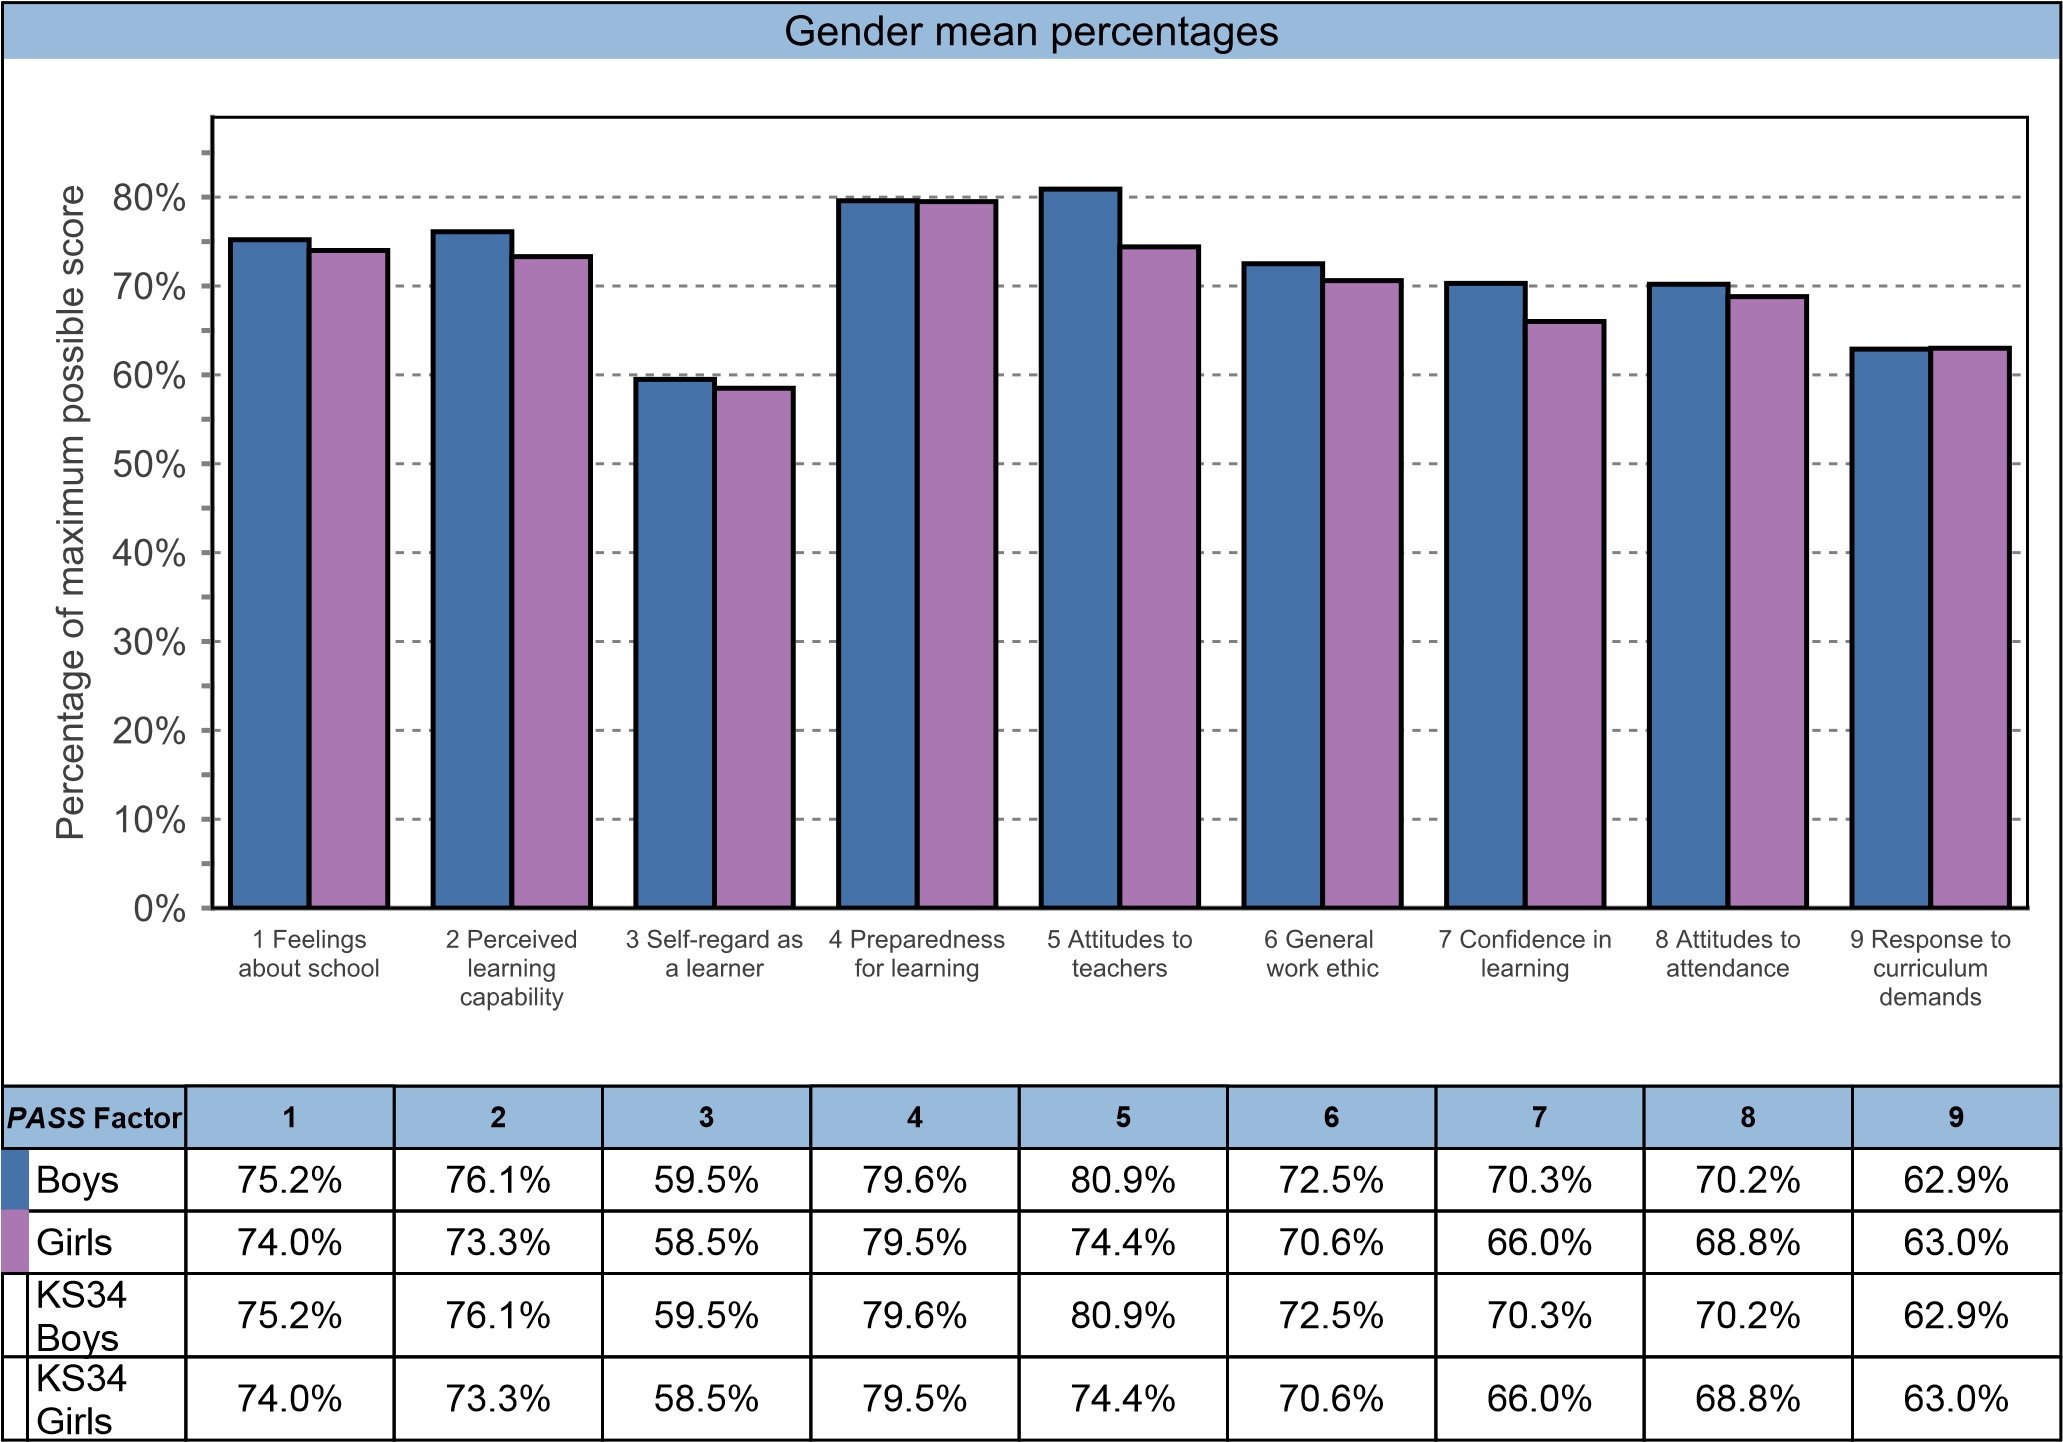 Gender mean percentages
Percentage of maximum possible score
80%
70%
60%
50%
40%
30%
20%
10%
0%
1 Feelings
about school
2 Perceived
learning
capability
3 Self-regard as
a learner
4 Preparedness
for learning
5 Attitudes to
teachers
6 General
work ethic
7 Confidence in
learning
8 Attitudes to
attendance
9 Response to
curriculum
demands
PASS Factor 1 2 3 4 5 6 7 8 9
Boys 75.2% 76.1% 59.5% 79.6% 80.9% 72.5% 70.3% 70.2% 62.9%
Girls 74.0% 73.3% 58.5% 79.5% 74.4% 70.6% 66.0% 68.8% 63.0%
KS34
Boys 75.2% 76.1% 59.5% 79.6% 80.9% 72.5% 70.3% 70.2% 62.9%
KS34
Girls 74.0% 73.3% 58.5% 79.5% 74.4% 70.6% 66.0% 68.8% 63.0%